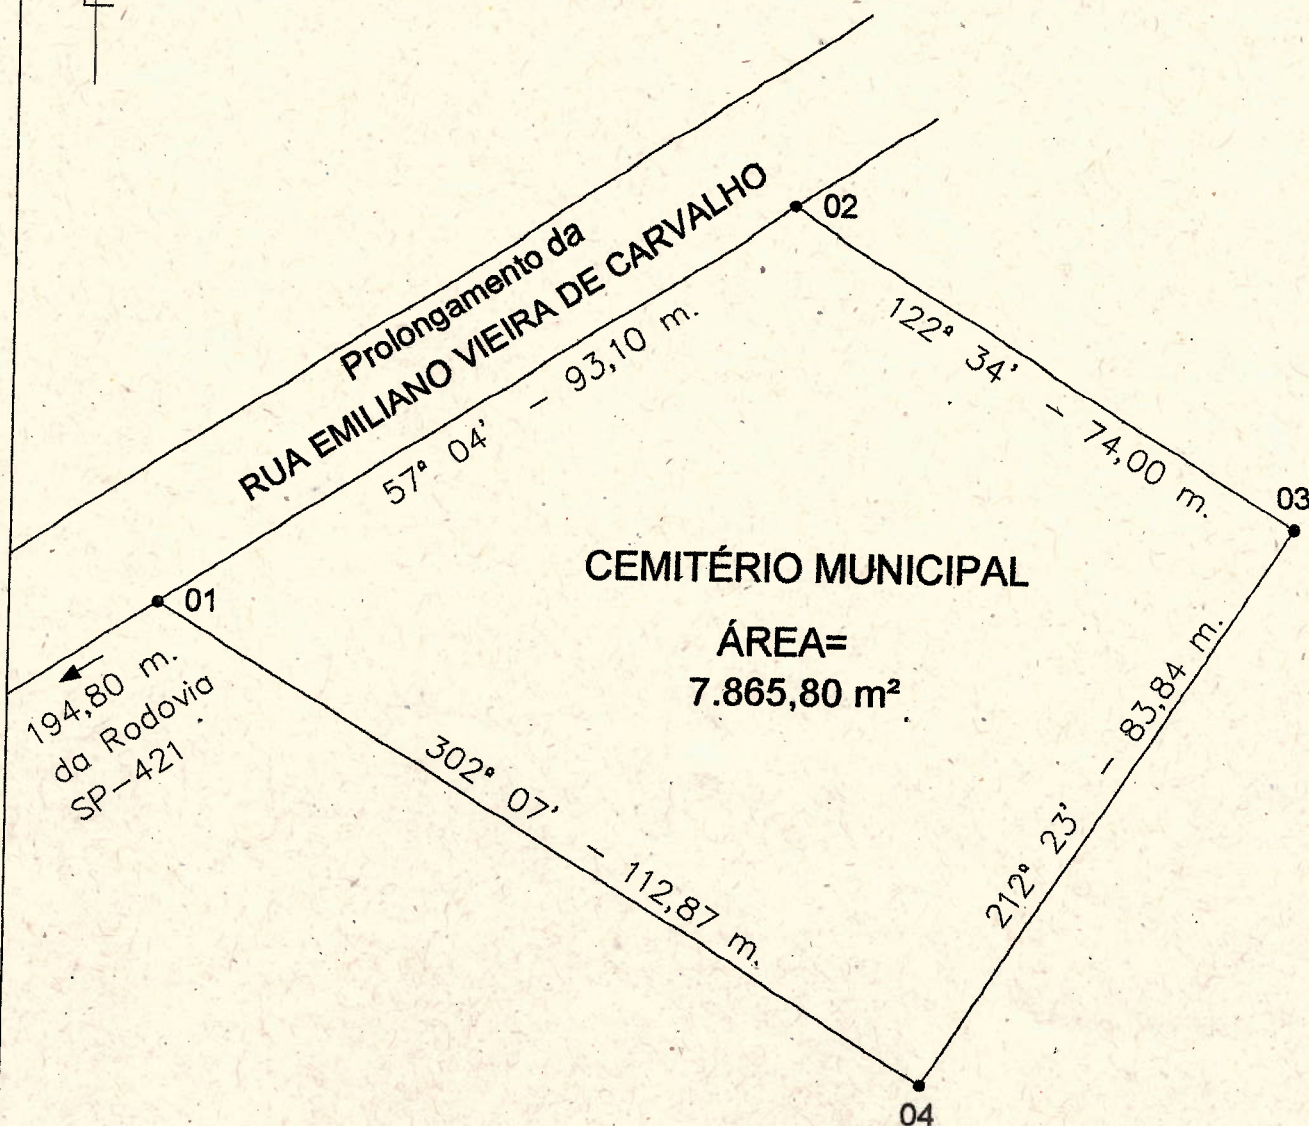 Prolongamento da
RUA EMILIANO VIEIRA DE CARVALHO
02
57° 04' - 93,10 m.
122° 34' - 74,00 m.
03
01
CEMITÉRIO MUNICIPAL
ÁREA=
7.865,80 m²
194,80 m.
da Rodovia
SP-421
302° 07' - 112,87 m.
212° 23' - 83,84 m.
04